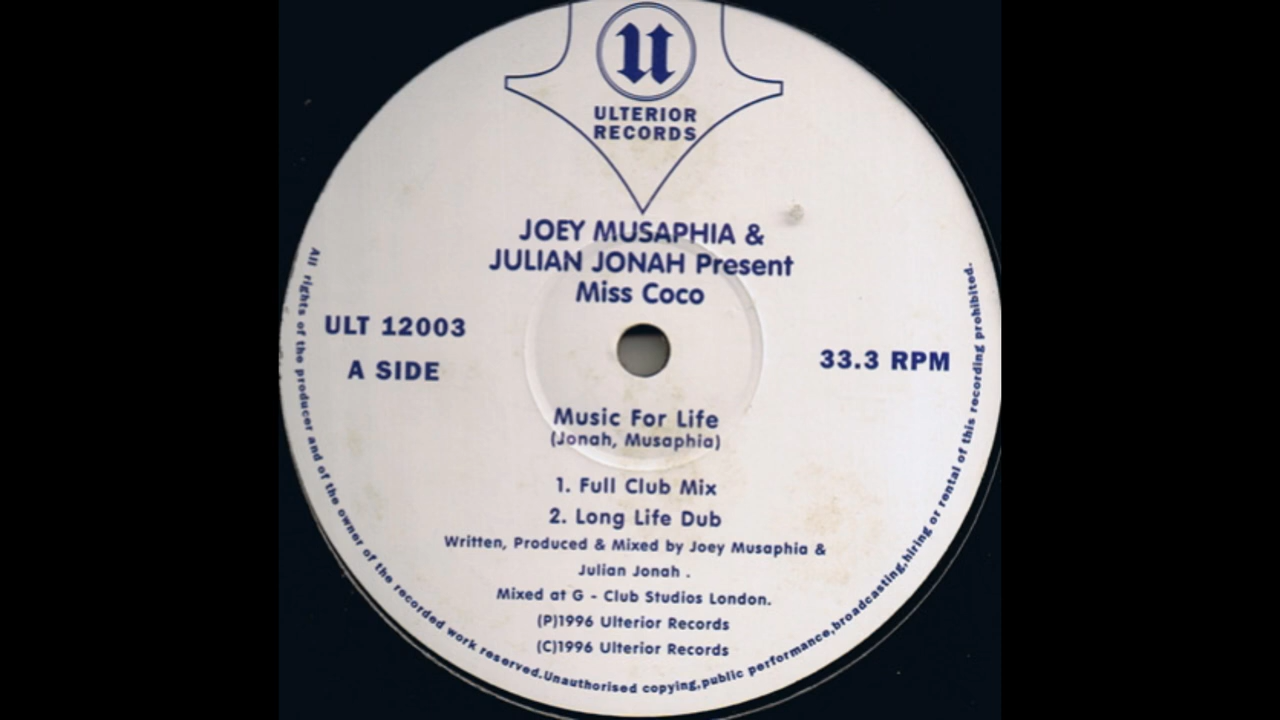 U
ULTERIOR
RECORDS
JOEY MUSAPHIA &
JULIAN JONAH Present
Miss Coco
ULT 12003
A SIDE
33.3 RPM
Music For Life
(Jonah, Musaphia)
1. Full Club Mix
2. Long Life Dub
Written, Produced & Mixed by Joey Musaphia &
Julian Jonah .
Mixed at G - Club Studios London.
(P)1996 Ulterior Records
(C)1996 Ulterior Records
All rights of the producer and of the owner of the recorded work reserved.Unauthorised copying,public performance,broadcasting,hiring or rental of this recording prohibited.